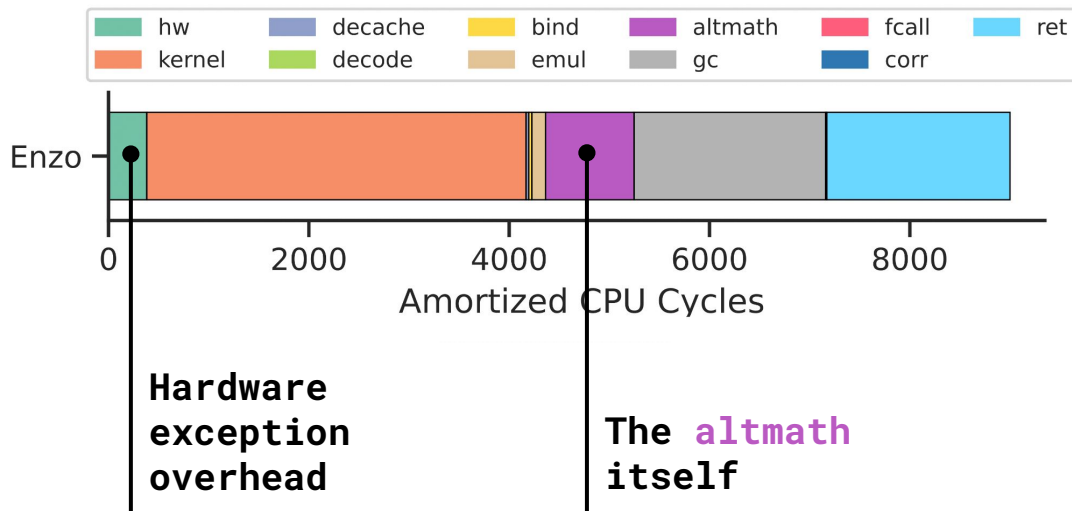 hw decache bind altmath fcall ret
kernel decode emul gc corr
Enzo
0 2000 4000 6000 8000
Amortized CPU Cycles
Hardware
exception
overhead
The altmath
itself